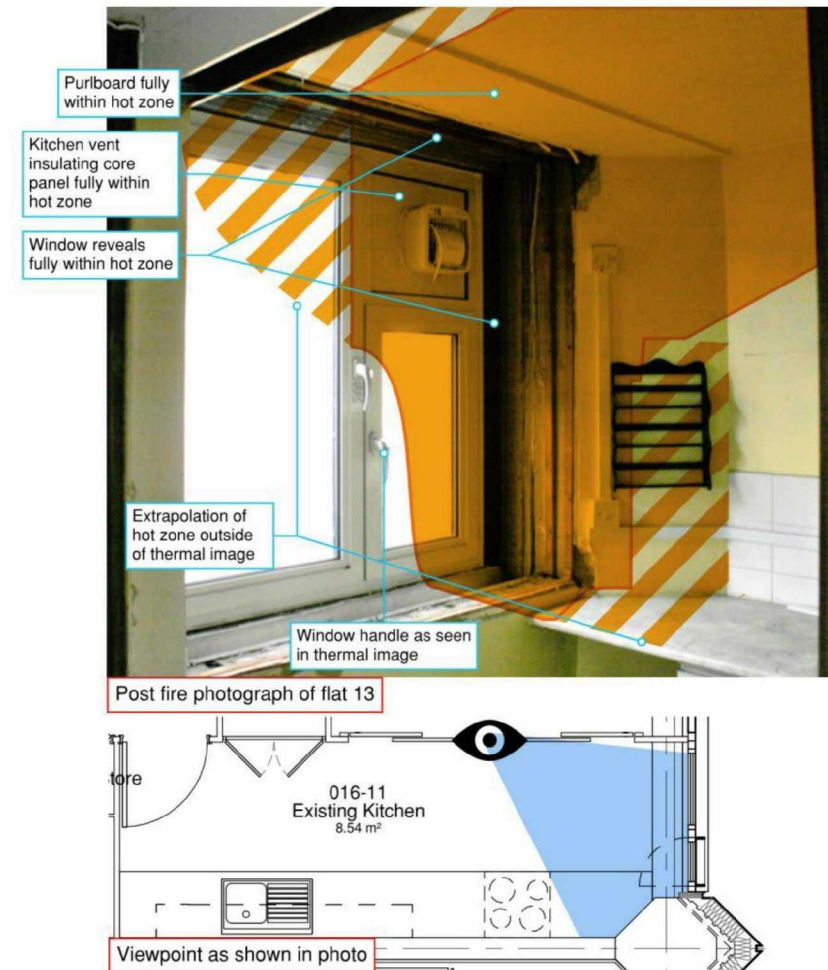 Purlboard fully
within hot zone
Kitchen vent
insulating core
panel fully within
hot zone
Window reveals
fully within hot zone
Extrapolation of
hot zone outside
of thermal image
Window handle as seen
in thermal image
Post fire photograph of flat 13
tore
016-11
Existing Kitchen
8.54 m²
Viewpoint as shown in photo